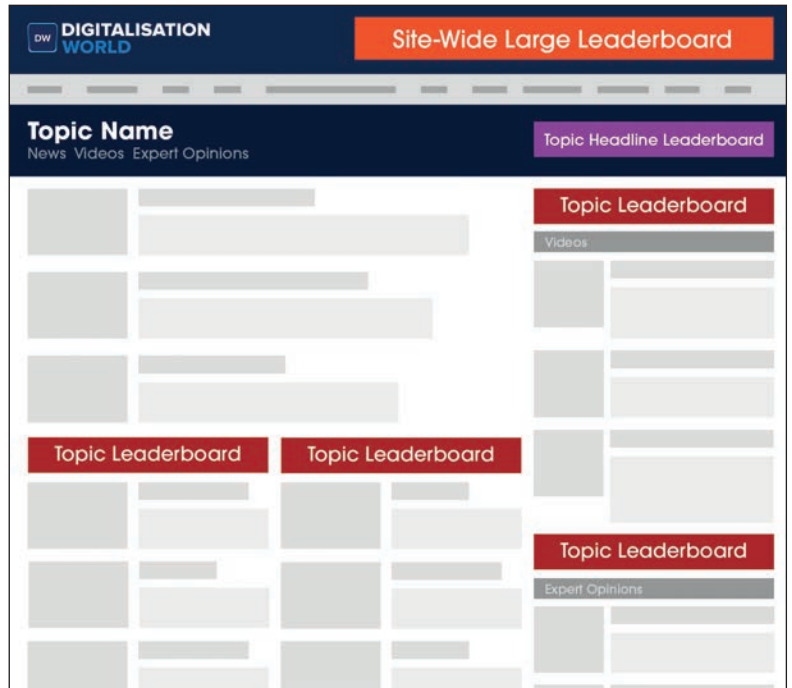 DW
DIGITALISATION
WORLD
Site-Wide Large Leaderboard
Topic Name
News Videos Expert Opinions
Topic Headline Leaderboard
Topic Leaderboard
Videos
Topic Leaderboard
Topic Leaderboard
Topic Leaderboard
Expert Opinions